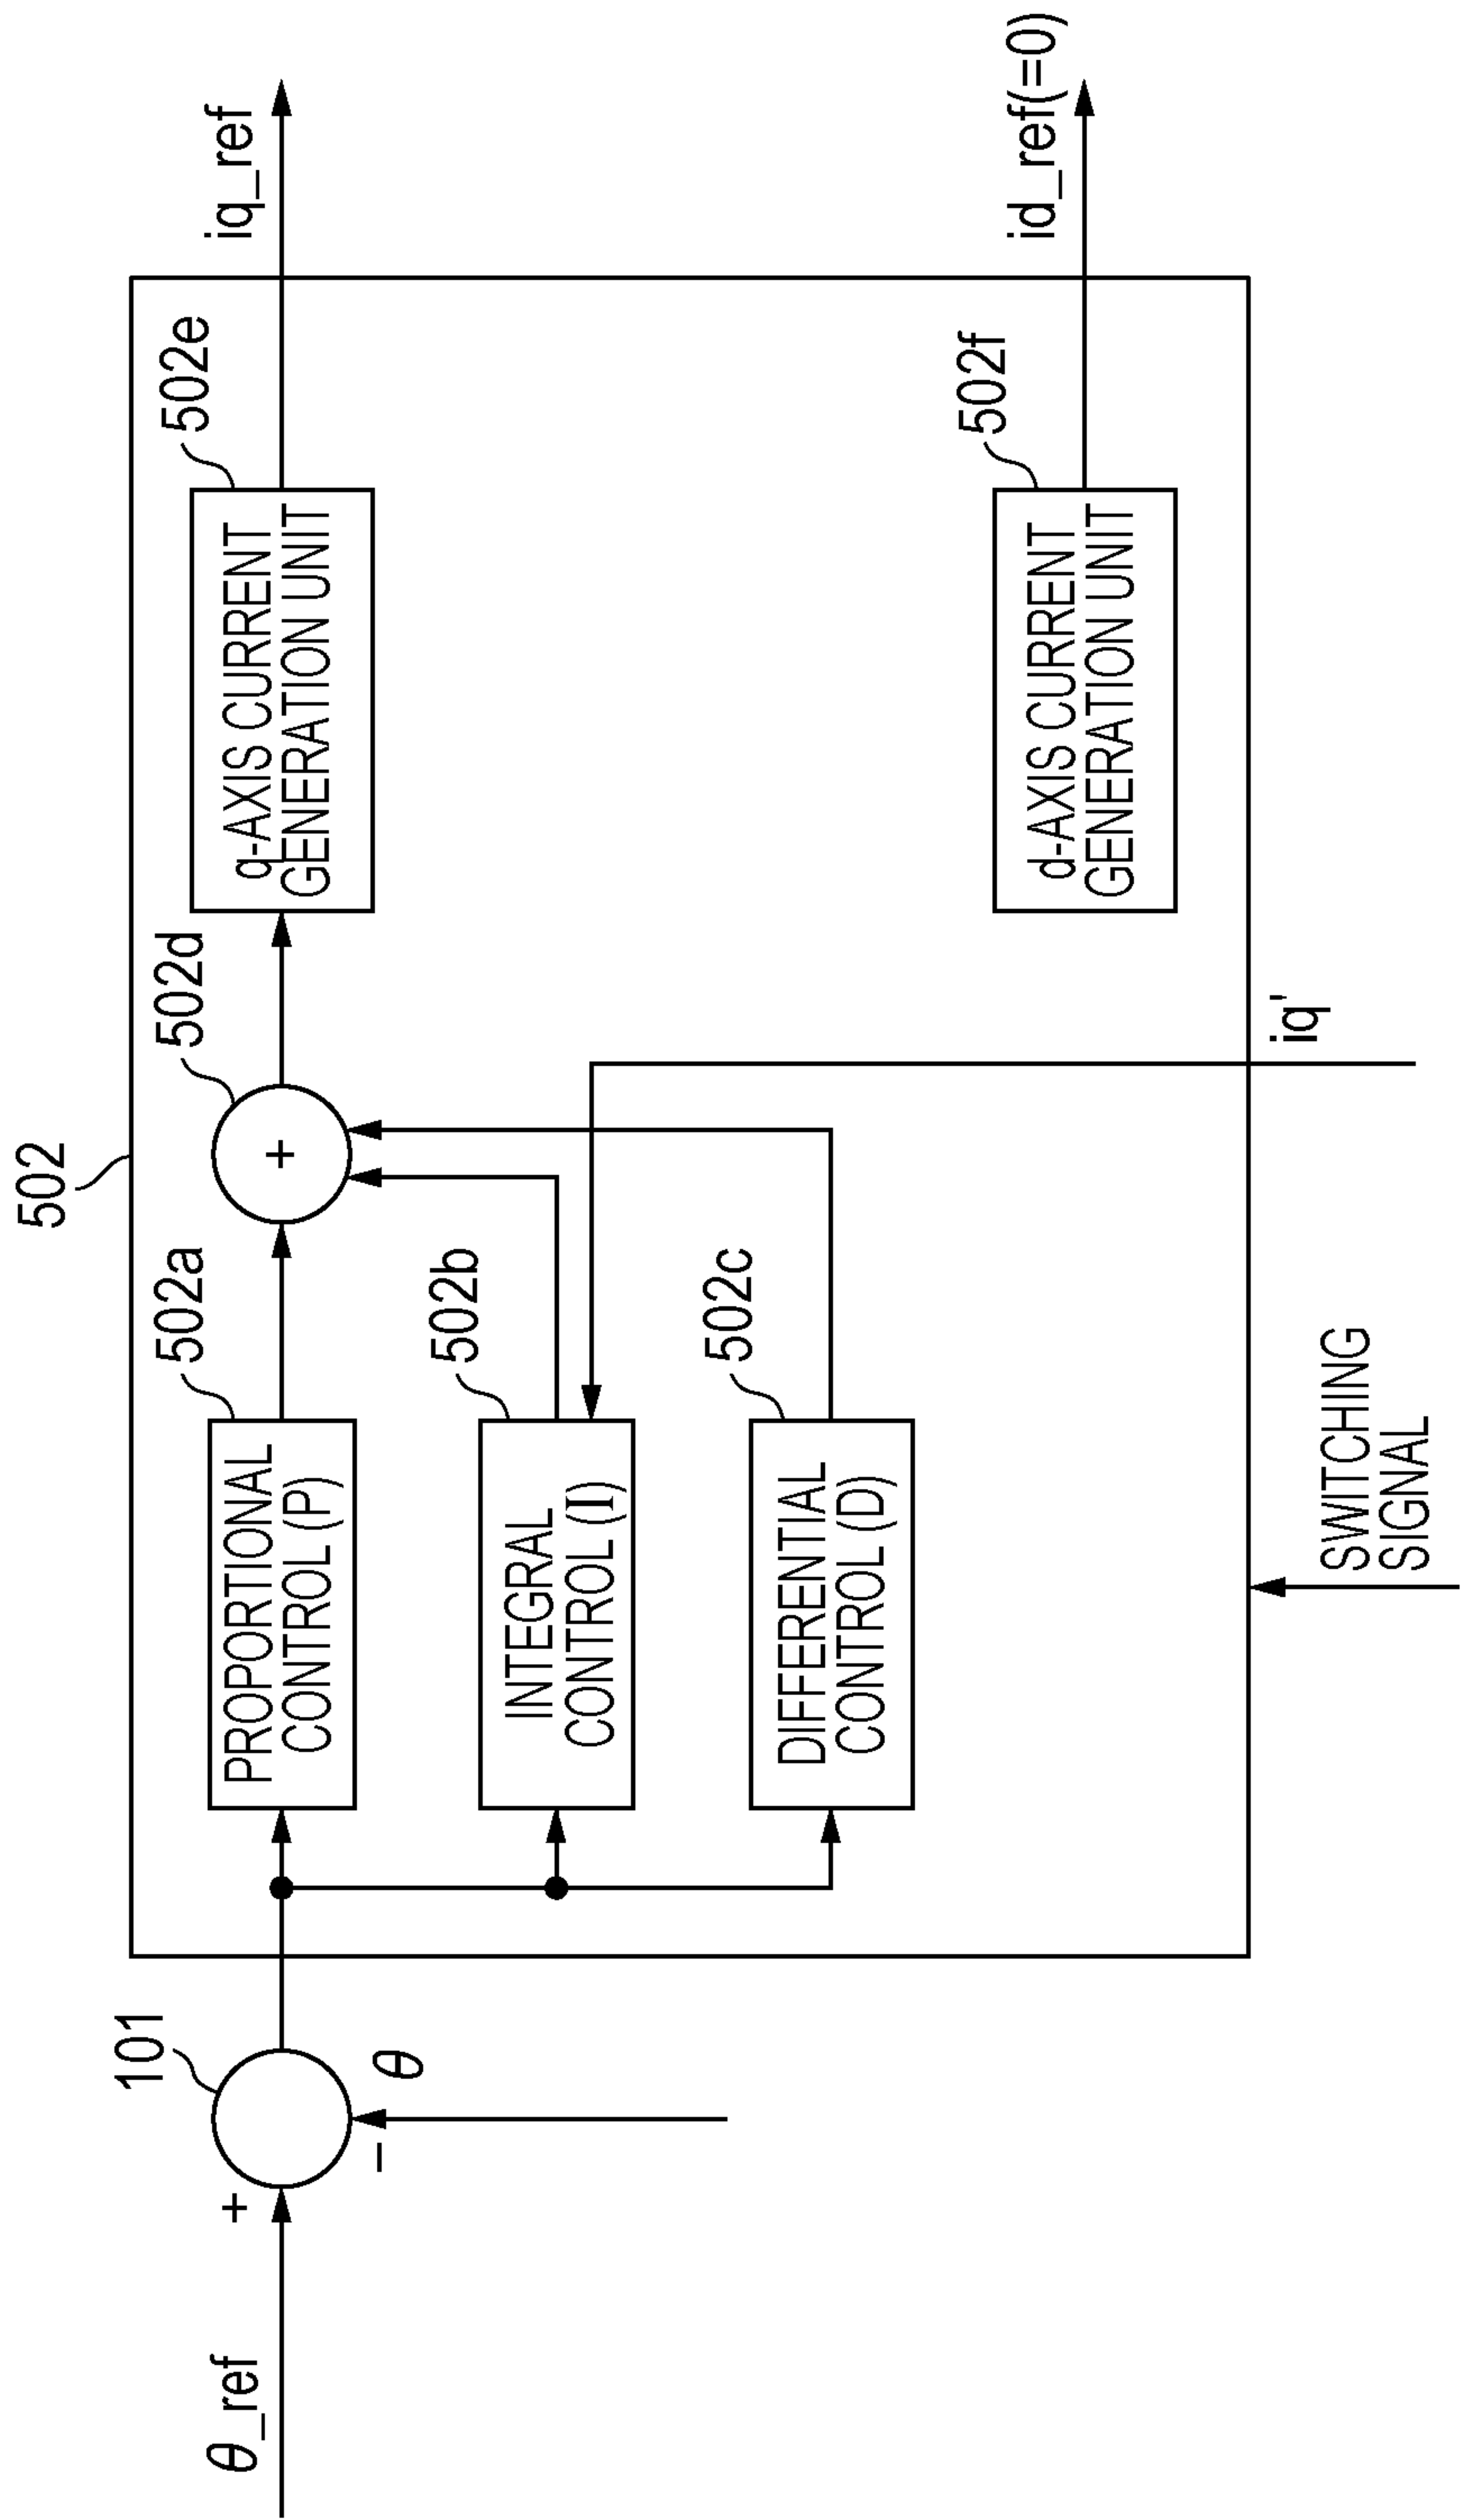 502
101
θ_ref
+
−
θ
502a
PROPORTIONAL
CONTROL (P)
502b
INTEGRAL
CONTROL (I)
502c
DIFFERENTIAL
CONTROL (D)
502d
+
502e
q-AXIS CURRENT
GENERATION UNIT
iq_ref
502f
d-AXIS CURRENT
GENERATION UNIT
id_ref(=0)
iq'
SWITCHING
SIGNAL